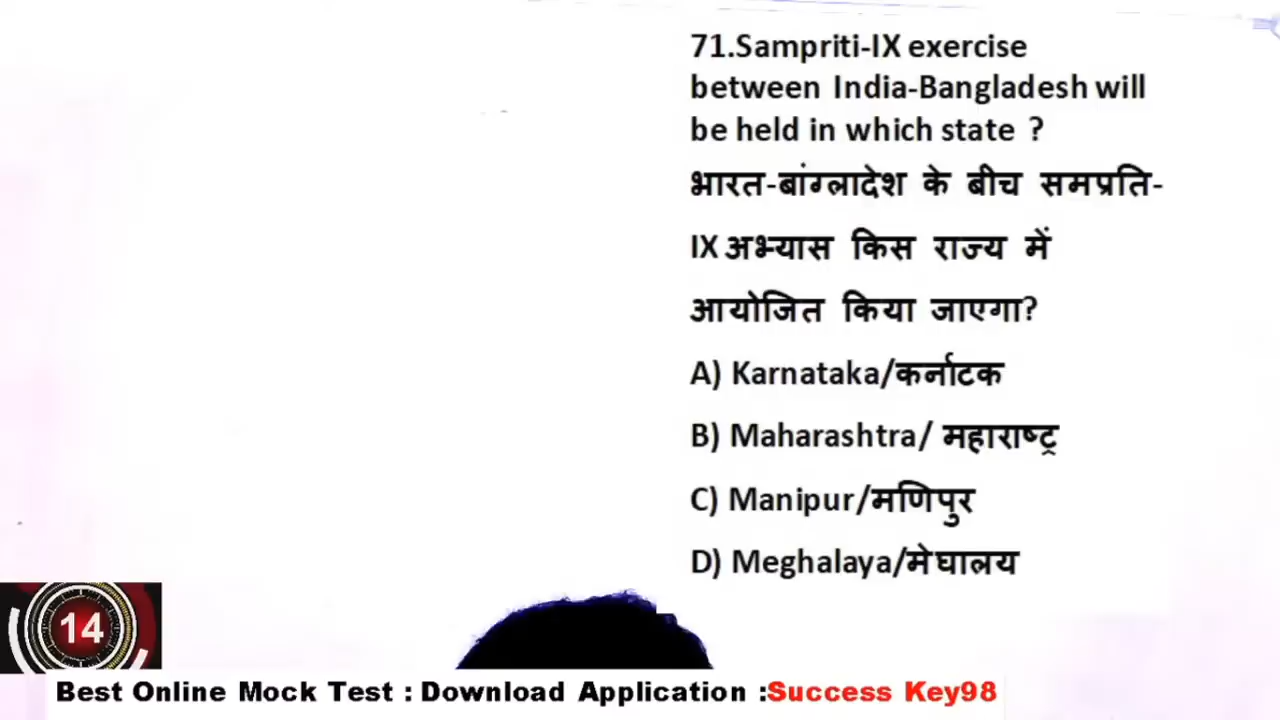 71.Sampriti-IX exercise
between India-Bangladesh will
be held in which state ?
भारत-बांग्लादेश के बीच समप्रति-
IX अभ्यास किस राज्य में
आयोजित किया जाएगा?
A) Karnataka/कर्नाटक
B) Maharashtra/ महाराष्ट्र
C) Manipur/मणिपुर
D) Meghalaya/मेघालय
14
Best Online Mock Test : Download Application :Success Key98